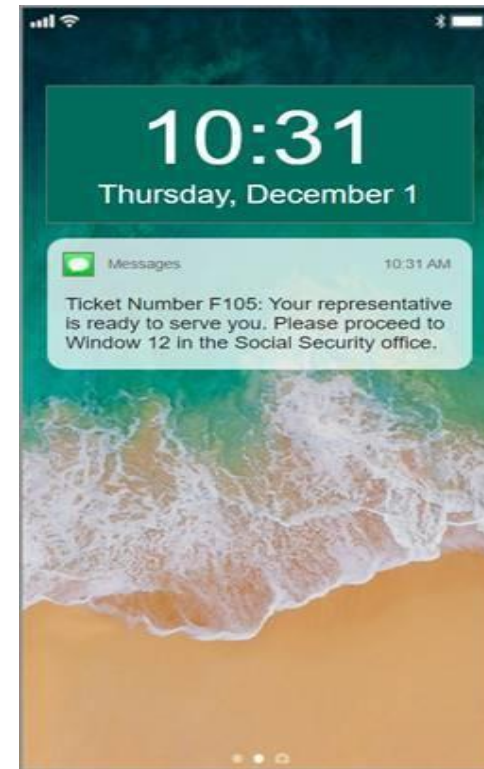 10:31
Thursday, December 1
Messages 10:31 AM
Ticket Number F105: Your representative
is ready to serve you. Please proceed to
Window 12 in the Social Security office.